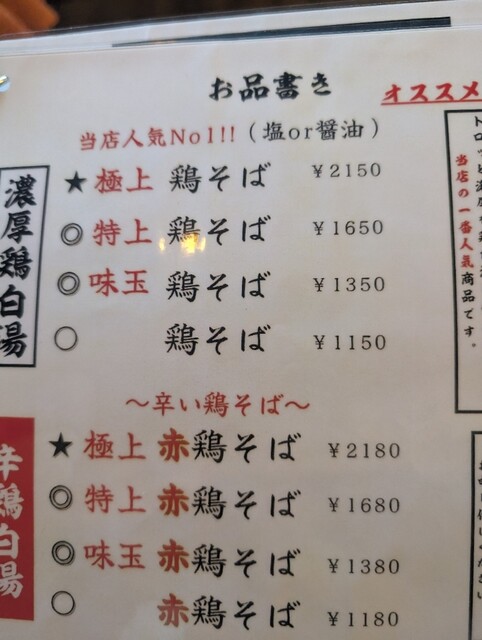 お品書き
オススメ
当店人気No1!!（塩or醤油）
濃厚鶏白湯
★極上 鶏そば ¥2150
◎特上 鶏そば ¥1650
◎味玉 鶏そば ¥1350
○ 鶏そば ¥1150
当店の一番人気商品です。
～辛い鶏そば～
辛鶏白湯
★極上 赤鶏そば ¥2180
◎特上 赤鶏そば ¥1680
◎味玉 赤鶏そば ¥1380
○ 赤鶏そば ¥1180